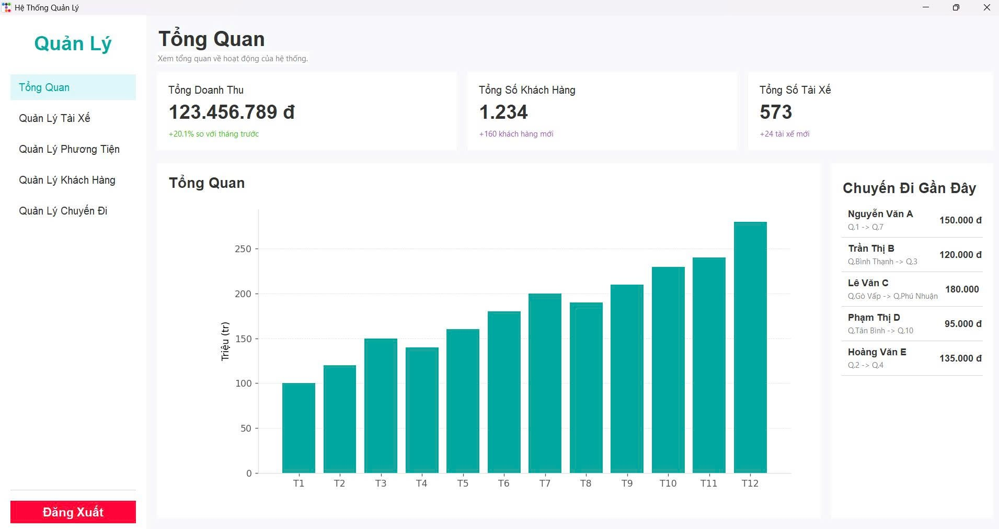 Hệ Thống Quản Lý
Quản Lý
Tổng Quan
Quản Lý Tài Xế
Quản Lý Phương Tiện
Quản Lý Khách Hàng
Quản Lý Chuyến Đi
Đăng Xuất
Tổng Quan
Xem tổng quan về hoạt động của hệ thống.
Tổng Doanh Thu
123.456.789 đ
+20.1% so với tháng trước
Tổng Số Khách Hàng
1.234
+160 khách hàng mới
Tổng Số Tài Xế
573
+24 tài xế mới
Tổng Quan
Triệu (tr)
250
200
150
100
50
0
T1 T2 T3 T4 T5 T6 T7 T8 T9 T10 T11 T12
Chuyến Đi Gần Đây
Nguyễn Văn A 150.000 đ
Q.1 -> Q.7
Trần Thị B 120.000 đ
Q.Bình Thạnh -> Q.3
Lê Văn C 180.000
Q.Gò Vấp -> Q.Phú Nhuận
Phạm Thị D 95.000 đ
Q.Tân Bình -> Q.10
Hoàng Văn E 135.000 đ
Q.2 -> Q.4